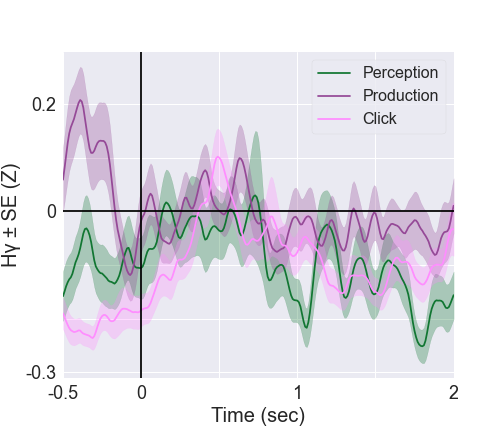 Perception
Production
Click
Hγ ± SE (Z)
0.2
0
-0.3
-0.5
0
1
2
Time (sec)